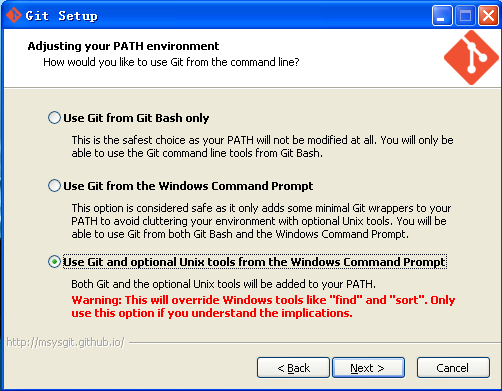 Git Setup
Adjusting your PATH environment
How would you like to use Git from the command line?
Use Git from Git Bash only
This is the safest choice as your PATH will not be modified at all. You will only be
able to use the Git command line tools from Git Bash.
Use Git from the Windows Command Prompt
This option is considered safe as it only adds some minimal Git wrappers to your
PATH to avoid cluttering your environment with optional Unix tools. You will be
able to use Git from both Git Bash and the Windows Command Prompt.
Use Git and optional Unix tools from the Windows Command Prompt
Both Git and the optional Unix tools will be added to your PATH.
Warning: This will override Windows tools like "find" and "sort". Only
use this option if you understand the implications.
http://msysgit.github.io/
< Back
Next >
Cancel